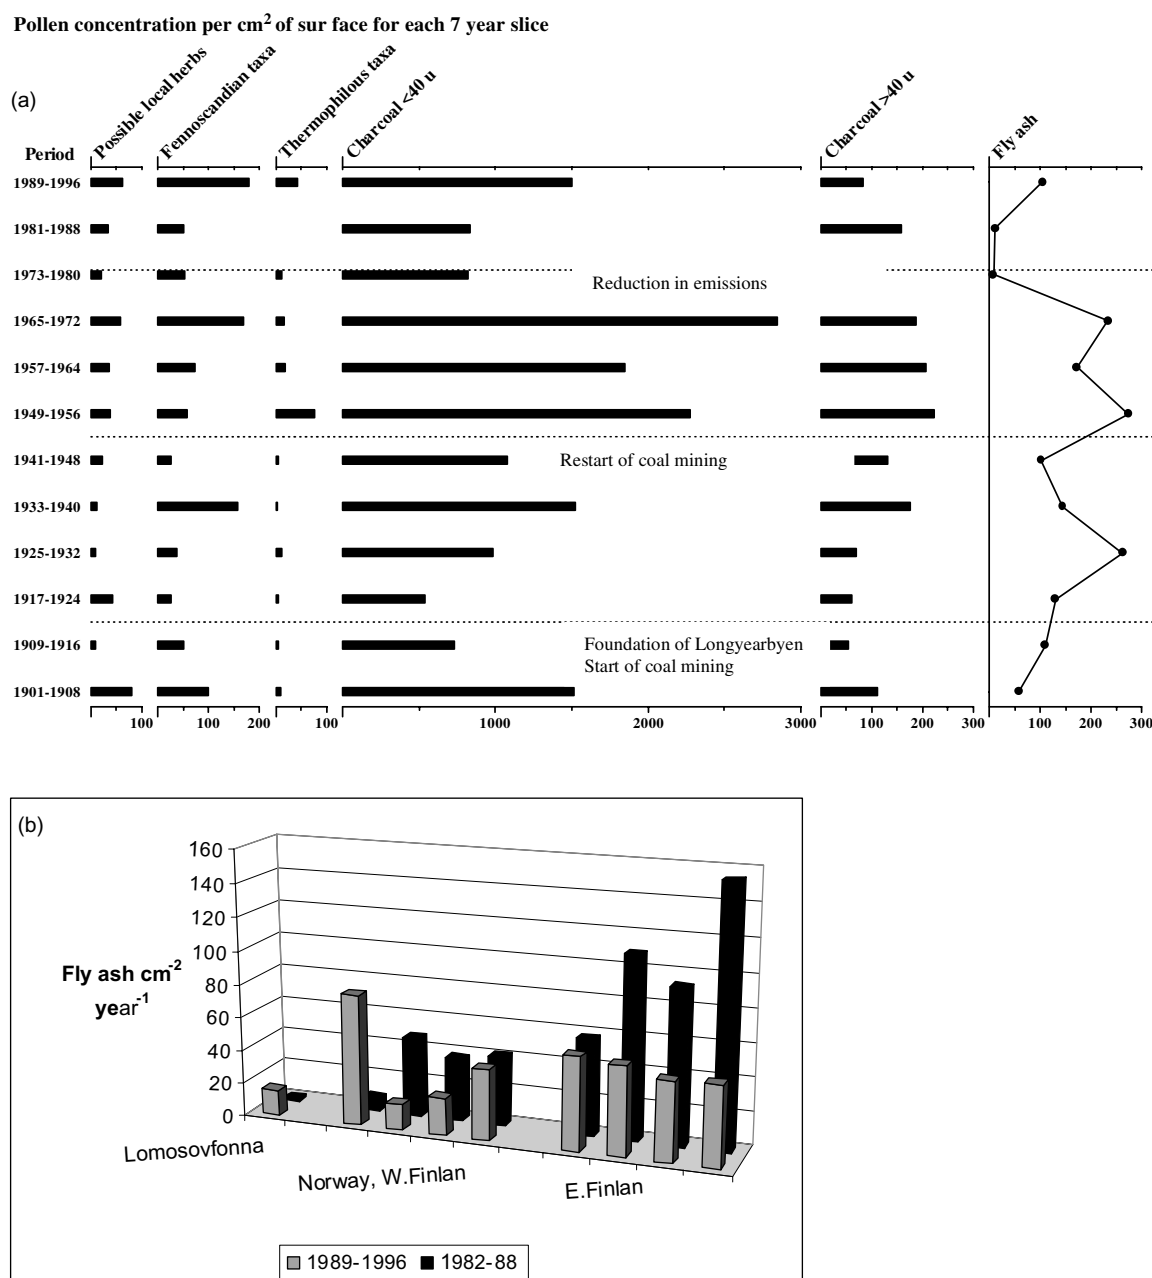 Pollen concentration per cm2 of sur face for each 7 year slice
(a)
Possible local herbs
Fennoscandian taxa
Thermophilous taxa
Charcoal <40 u
Charcoal >40 u
Fly ash
Period
1989-1996
1981-1988
1973-1980
Reduction in emissions
1965-1972
1957-1964
1949-1956
1941-1948
Restart of coal mining
1933-1940
1925-1932
1917-1924
1909-1916
Foundation of Longyearbyen
Start of coal mining
1901-1908
100 100 200 100 1000 2000 3000 100 200 300 100 200 300
(b)
160
140
120
100
80
60
40
20
0
Fly ash cm-2
year-1
Lomosovfonna
Norway, W.Finlan
E.Finlan
1989-1996 1982-88